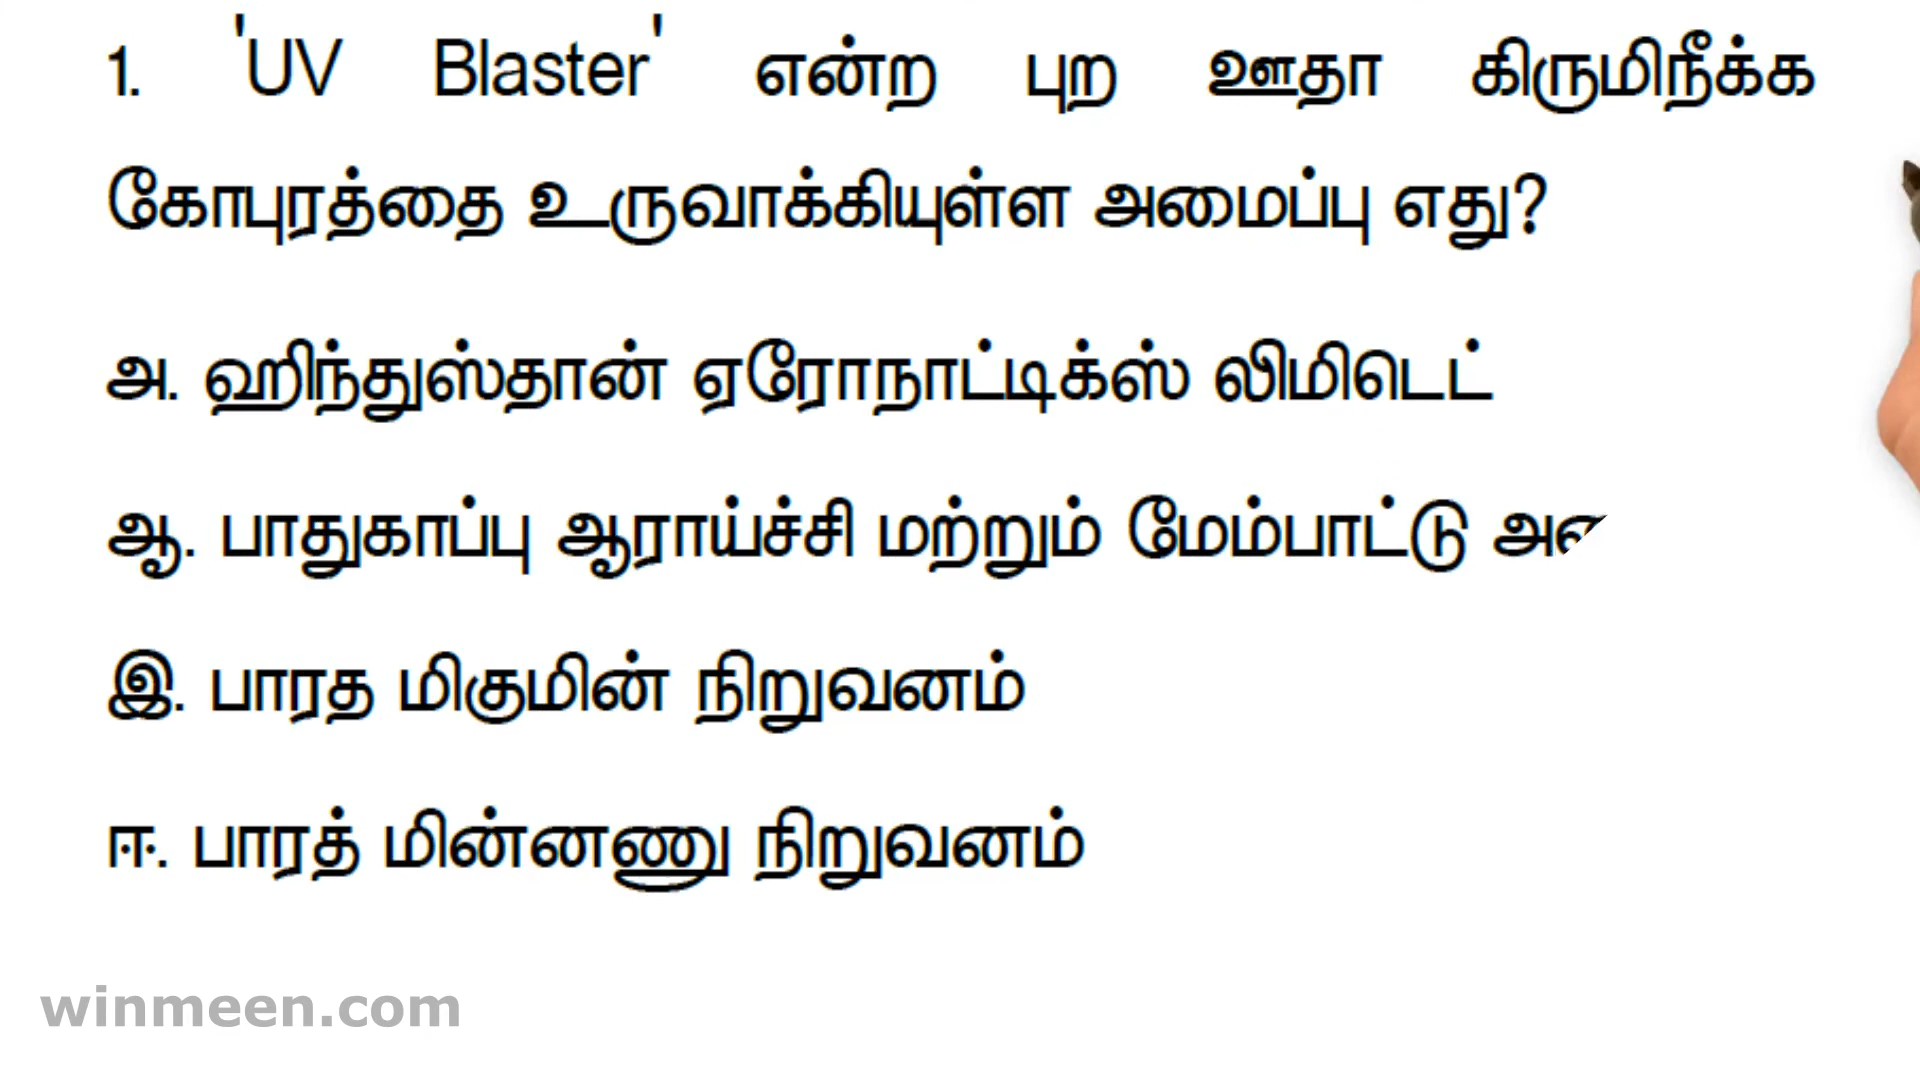 1. 'UV Blaster' என்ற புற ஊதா கிருமிநீக்க
கோபுரத்தை உருவாக்கியுள்ள அமைப்பு எது?
அ. ஹிந்துஸ்தான் ஏரோநாட்டிக்ஸ் லிமிடெட்
ஆ. பாதுகாப்பு ஆராய்ச்சி மற்றும் மேம்பாட்டு
இ. பாரத மிகுமின் நிறுவனம்
ஈ. பாரத் மின்னணு நிறுவனம்
winmeen.com